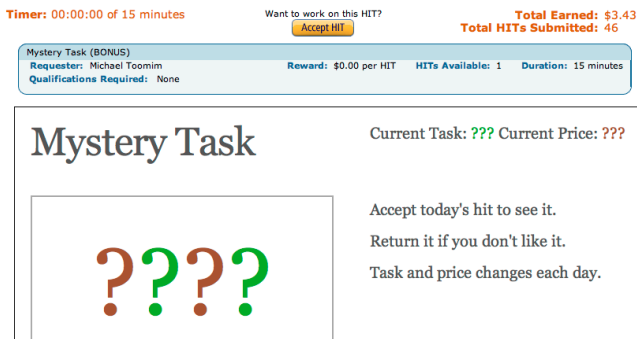 Timer: 00:00:00 of 15 minutes
Want to work on this HIT?
Accept HIT
Total Earned: $3.43
Total HITs Submitted: 46
Mystery Task (BONUS)
Requester: Michael Toomim Reward: $0.00 per HIT HITs Available: 1 Duration: 15 minutes
Qualifications Required: None
Mystery Task
Current Task: ??? Current Price: ???
????
Accept today's hit to see it.
Return it if you don't like it.
Task and price changes each day.